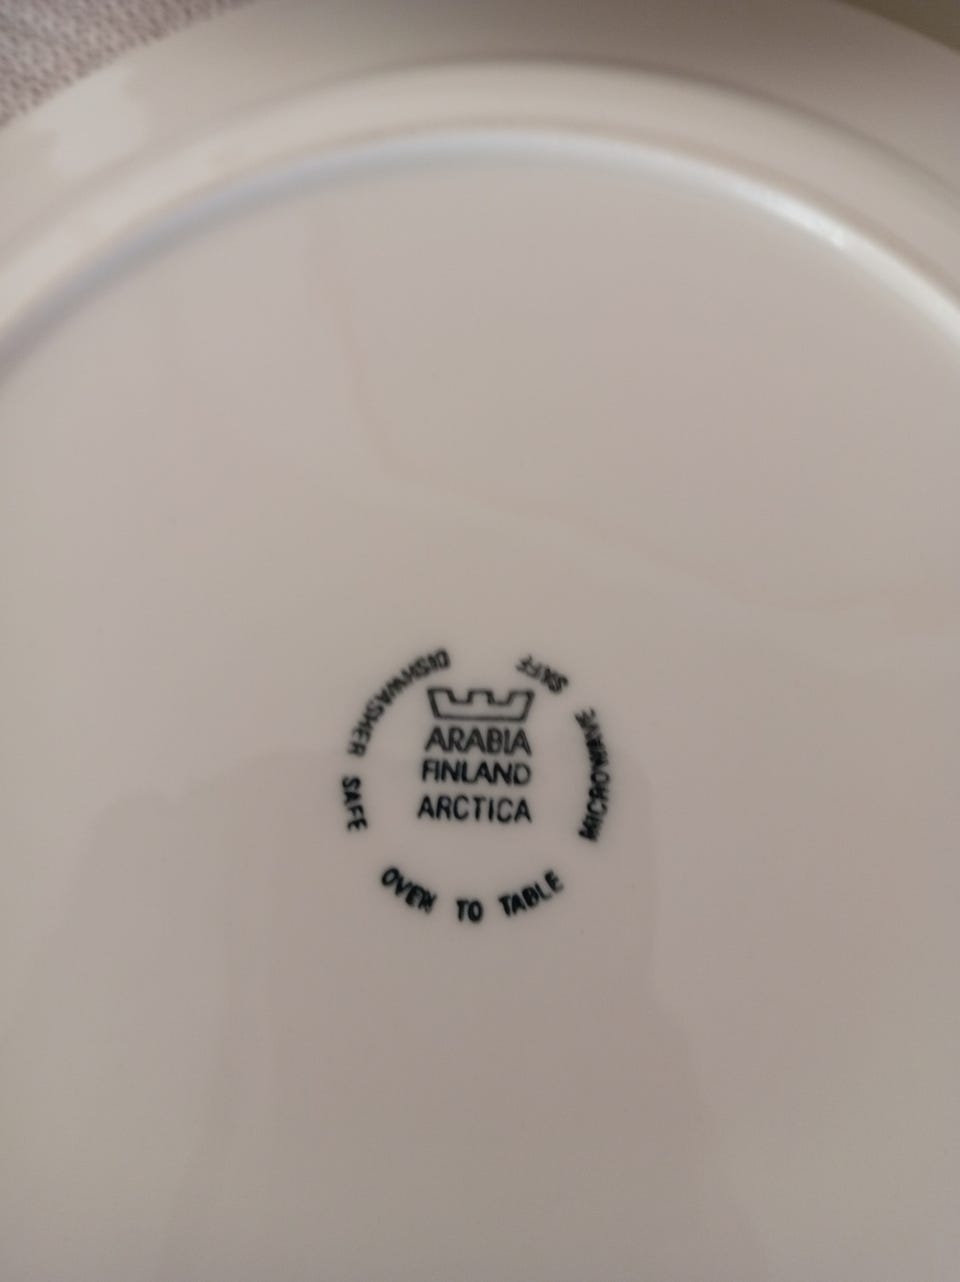 ARABIA
FINLAND
ARCTICA
DISHWASHER SAFE
OVEN TO TABLE
MICROWAVE SAFE